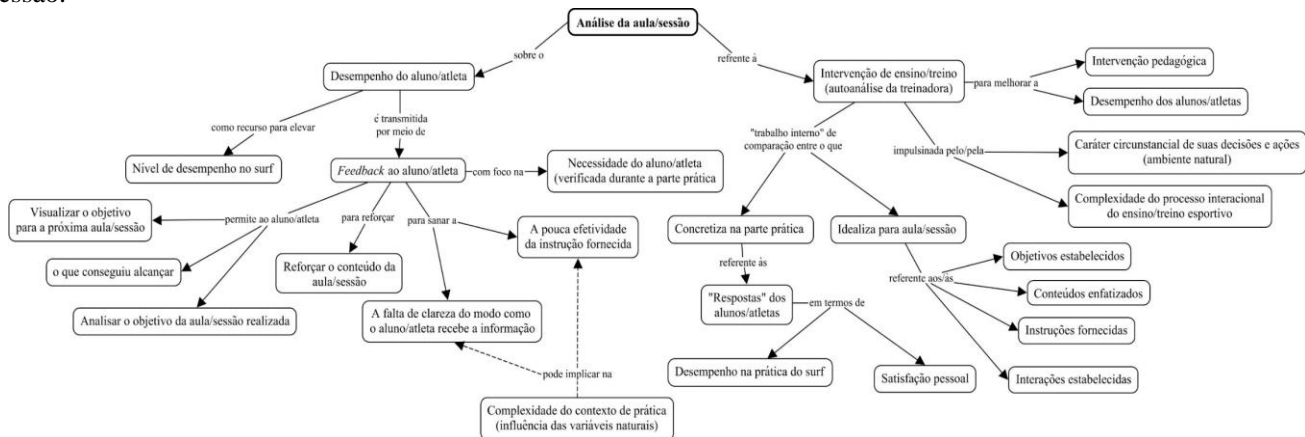 essão.
Análise da aula/sessão
sobre o
refrente à
Desempenho do aluno/atleta
Intervenção de ensino/treino
(autoanálise da treinadora)
para melhorar a
Intervenção pedagógica
Desempenho dos alunos/atletas
como recurso para elevar
é transmitida
por meio de
"trabalho interno" de
comparação entre o que
impulsinada pelo/pela
Caráter circunstancial de suas decisões e ações
(ambiente natural)
Nível de desempenho no surf
Feedback ao aluno/atleta
com foco na
Necessidade do aluno/atleta
(verificada durante a parte prática
Complexidade do processo interacional
do ensino/treino esportivo
Visualizar o objetivo
para a próxima aula/sessão
permite ao aluno/atleta
para reforçar
para sanar a
A pouca efetividade
da instrução fornecida
Concretiza na parte prática
Idealiza para aula/sessão
o que conseguiu alcançar
Reforçar o conteúdo da
aula/sessão
referente às
referente aos/às
Objetivos estabelecidos
Conteúdos enfatizados
Analisar o objetivo da aula/sessão realizada
A falta de clareza do modo como
o aluno/atleta recebe a informação
"Respostas" dos
alunos/atletas
em termos de
Instruções fornecidas
pode implicar na
Desempenho na prática do surf
Satisfação pessoal
Interações estabelecidas
Complexidade do contexto de prática
(influência das variáveis naturais)